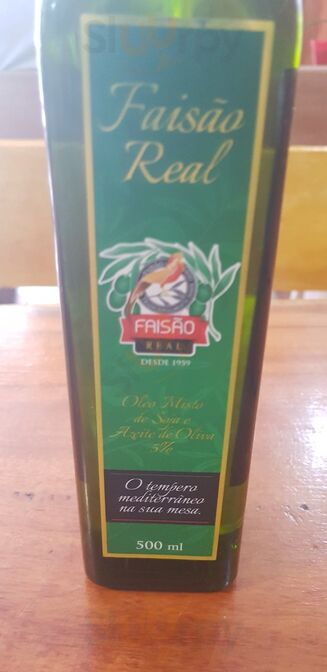 Faisão
Real
FAISÃO
REAL
DESDE 1959
Óleo Misto
de Soja e
Azeite de Oliva
5%
O tempero
mediterrâneo
na sua mesa.
500 ml